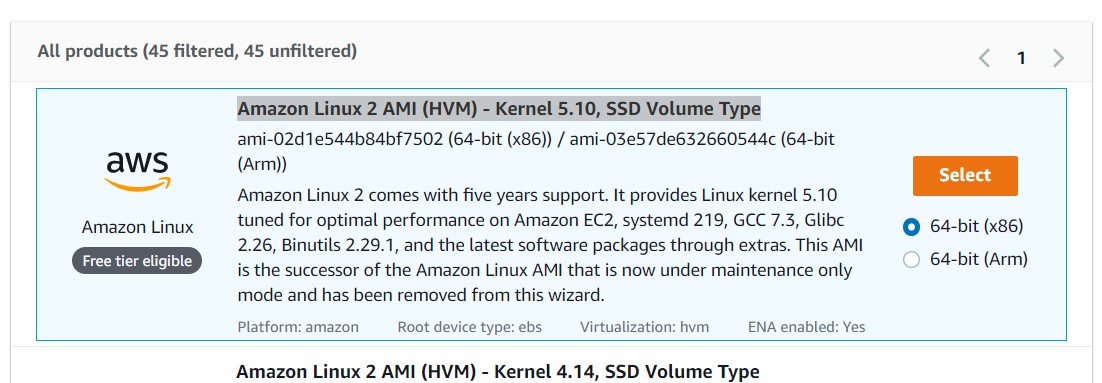 All products (45 filtered, 45 unfiltered)
1
Amazon Linux 2 AMI (HVM) - Kernel 5.10, SSD Volume Type
ami-02d1e544b84bf7502 (64-bit (x86)) / ami-03e57de632660544c (64-bit
(Arm))
aws
Amazon Linux
Free tier eligible
Amazon Linux 2 comes with five years support. It provides Linux kernel 5.10
tuned for optimal performance on Amazon EC2, systemd 219, GCC 7.3, Glibc
2.26, Binutils 2.29.1, and the latest software packages through extras. This AMI
is the successor of the Amazon Linux AMI that is now under maintenance only
mode and has been removed from this wizard.
Platform: amazon Root device type: ebs Virtualization: hvm ENA enabled: Yes
Select
64-bit (x86)
64-bit (Arm)
Amazon Linux 2 AMI (HVM) - Kernel 4.14, SSD Volume Type